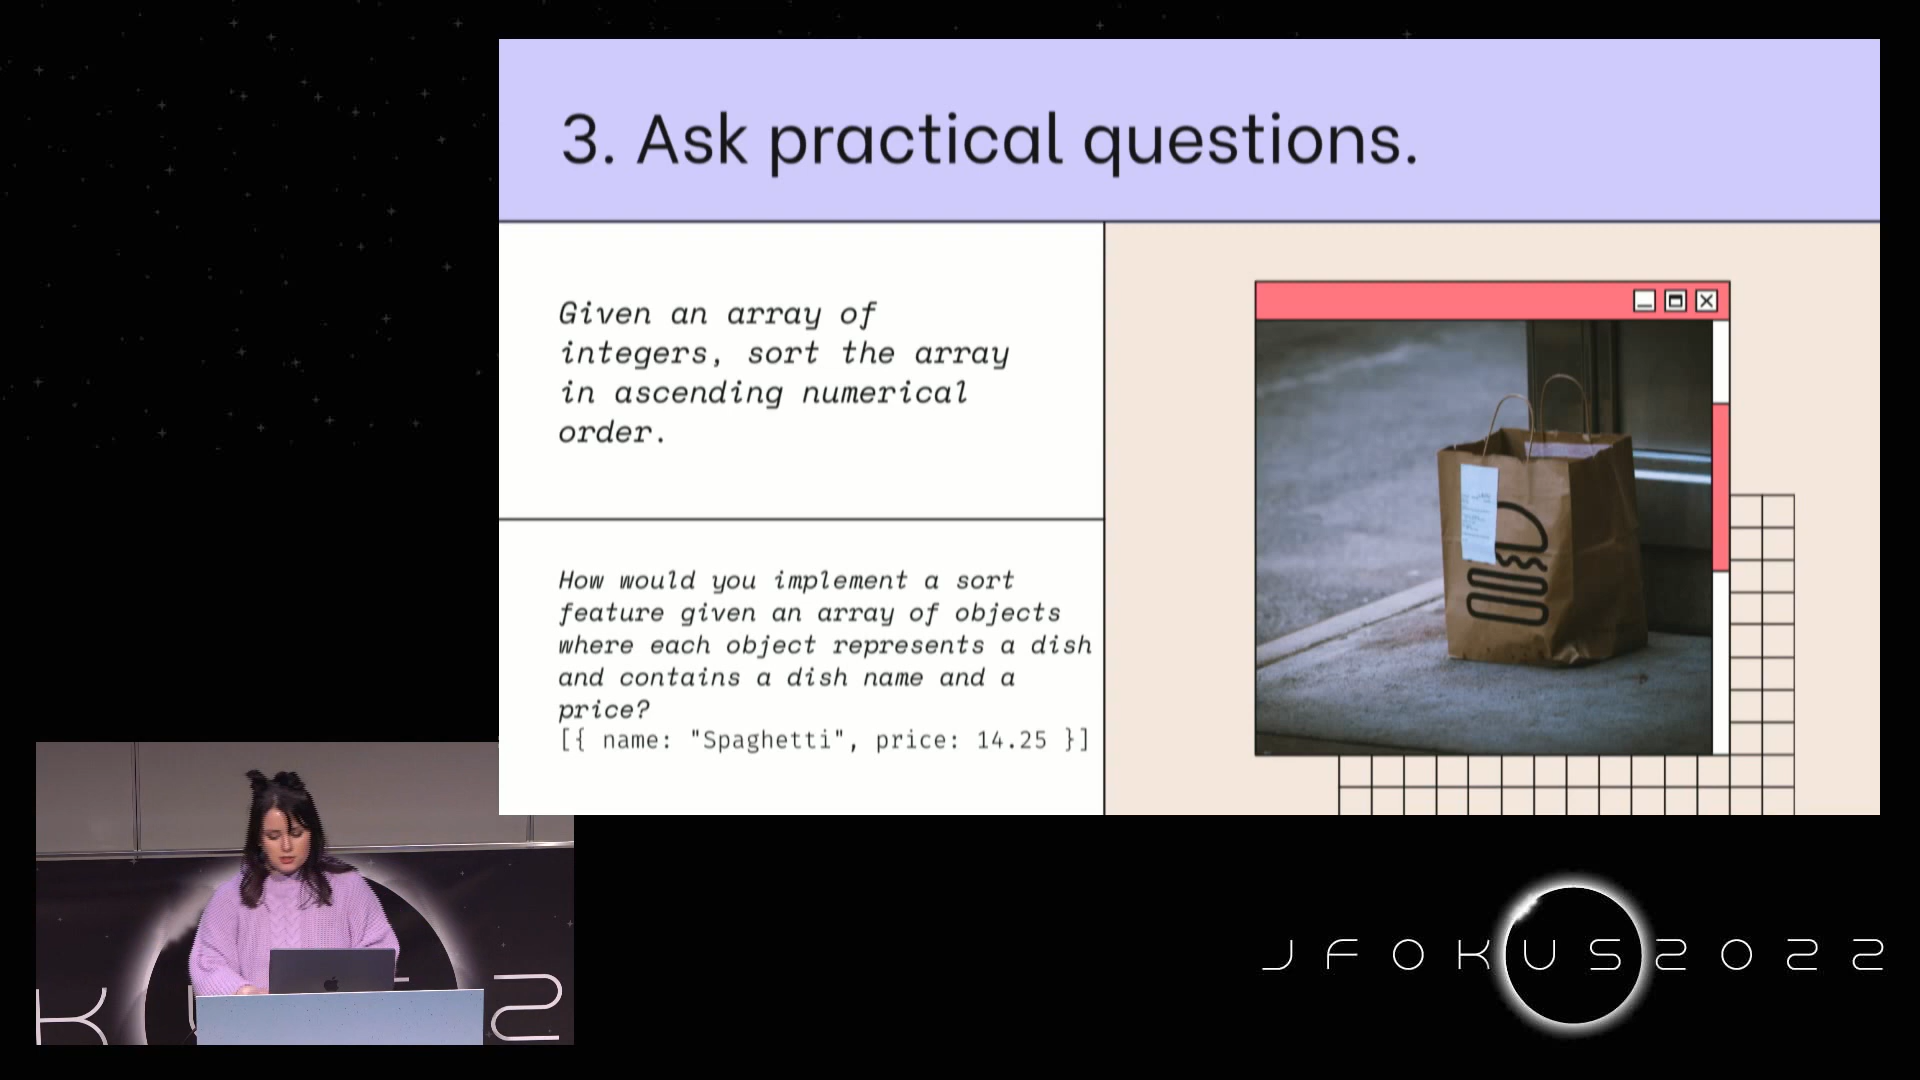 3. Ask practical questions.
Given an array of
integers, sort the array
in ascending numerical
order.
How would you implement a sort
feature given an array of objects
where each object represents a dish
and contains a dish name and a
price?
[{ name: "Spaghetti", price: 14.25 }]
JFOKUS2022